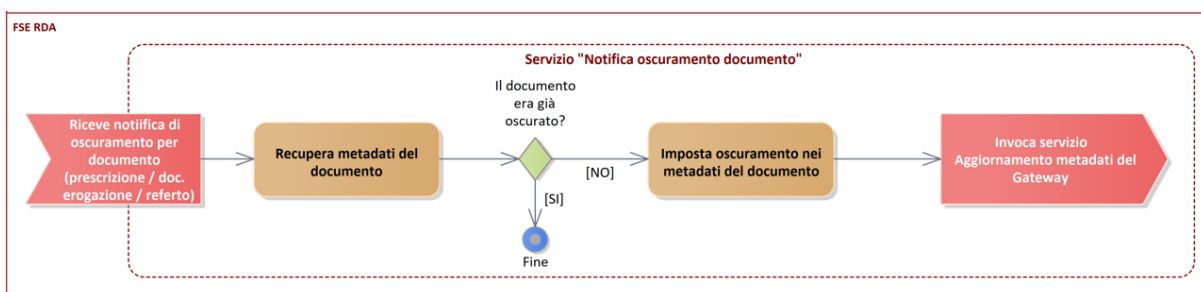 FSE RDA
Servizio "Notifica oscuramento documento"
Riceve notiifica di
oscuramento per
documento
(prescrizione / doc.
erogazione / referto)
Recupera metadati del
documento
Il documento
era già
oscurato?
[NO]
[SI]
Fine
Imposta oscuramento nei
metadati del documento
Invoca servizio
Aggiornamento metadati del
Gateway